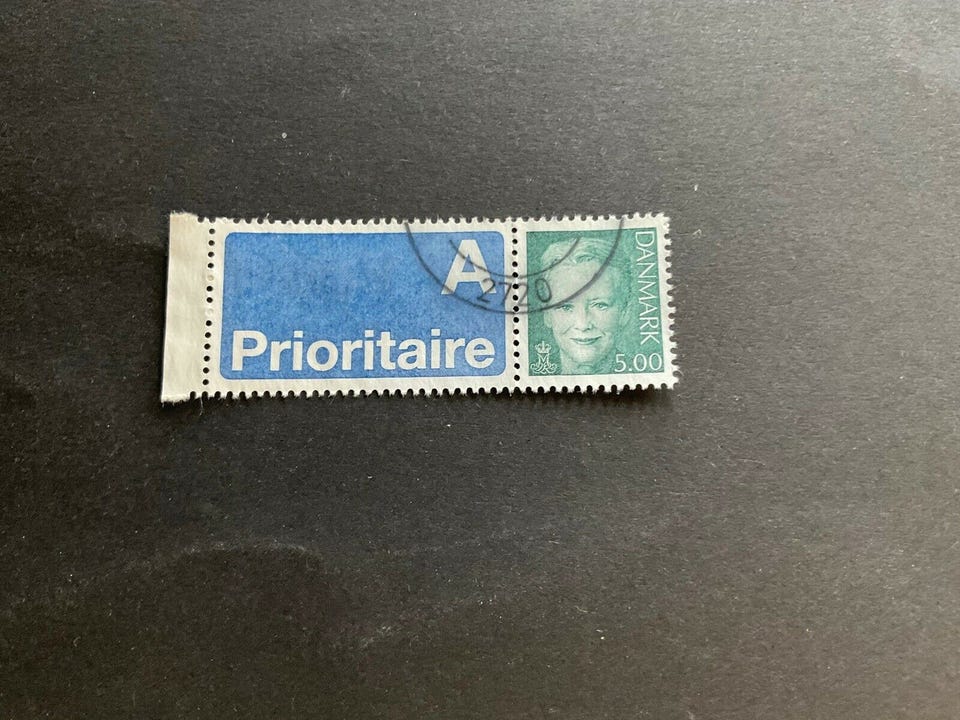 A
Prioritaire
2720
DANMARK
5.00